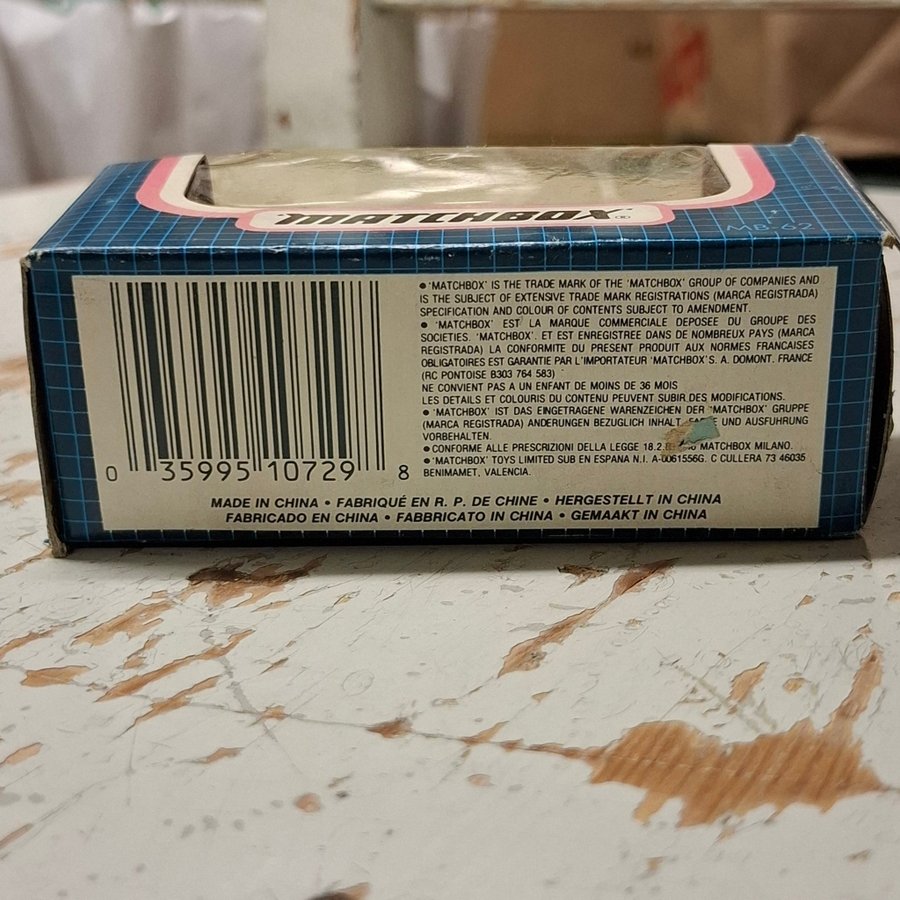 MATCHBOX ®
MB-62
● 'MATCHBOX' IS THE TRADE MARK OF THE 'MATCHBOX' GROUP OF COMPANIES AND
IS THE SUBJECT OF EXTENSIVE TRADE MARK REGISTRATIONS (MARCA REGISTRADA)
SPECIFICATION AND COLOUR OF CONTENTS SUBJECT TO AMENDMENT.
● 'MATCHBOX' EST LA MARQUE COMMERCIALE DEPOSEE DU GROUPE DES
SOCIETIES. 'MATCHBOX'. ET EST ENREGISTREE DANS DE NOMBREUX PAYS (MARCA
REGISTRADA) LA CONFORMITE DU PRESENT PRODUIT AUX NORMES FRANCAISES
OBLIGATOIRES EST GARANTIE PAR L'IMPORTATEUR 'MATCHBOX' S. A. DOMONT. FRANCE
(RC PONTOISE B303 764 583)
NE CONVIENT PAS A UN ENFANT DE MOINS DE 36 MOIS
LES DETAILS ET COLOURIS DU CONTENU PEUVENT SUBIR DES MODIFICATIONS.
● 'MATCHBOX' IST DAS EINGETRAGENE WARENZEICHEN DER 'MATCHBOX' GRUPPE
(MARCA REGISTRADA) ANDERUNGEN BEZUGLICH INHALT, UND AUSFUHRUNG
VORBEHALTEN.
● CONFORME ALLE PRESCRIZIONI DELLA LEGGE MATCHBOX MILANO.
● 'MATCHBOX' TOYS LIMITED SUB EN ESPANA N.I. A-0061556G. C CULLERA 73 46035
BENIMAMET, VALENCIA.
0 35995 10729 8
MADE IN CHINA • FABRIQUÉ EN R. P. DE CHINE • HERGESTELLT IN CHINA
FABRICADO EN CHINA • FABBRICATO IN CHINA • GEMAAKT IN CHINA